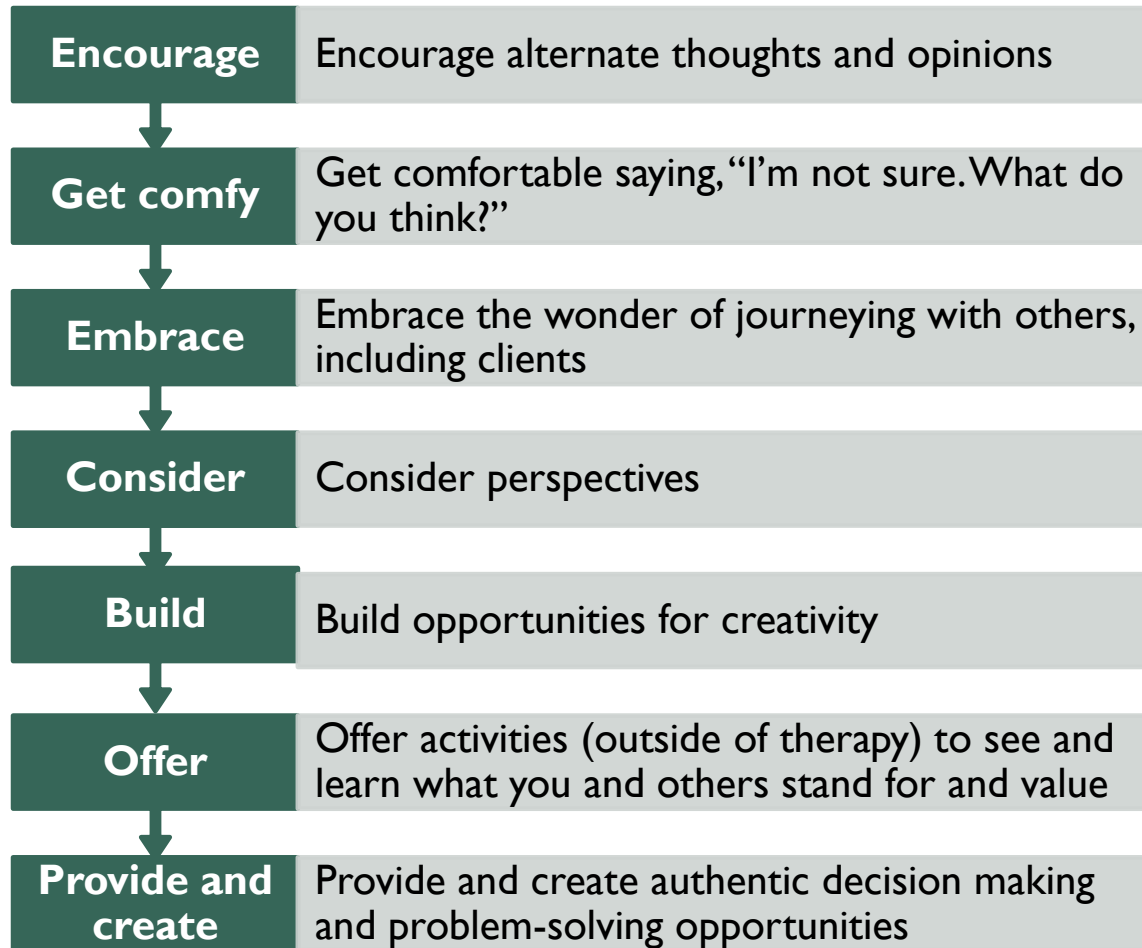 Encourage
Encourage alternate thoughts and opinions
Get comfy
Get comfortable saying, “I’m not sure. What do
you think?”
Embrace
Embrace the wonder of journeying with others,
including clients
Consider
Consider perspectives
Build
Build opportunities for creativity
Offer
Offer activities (outside of therapy) to see and
learn what you and others stand for and value
Provide and
create
Provide and create authentic decision making
and problem-solving opportunities